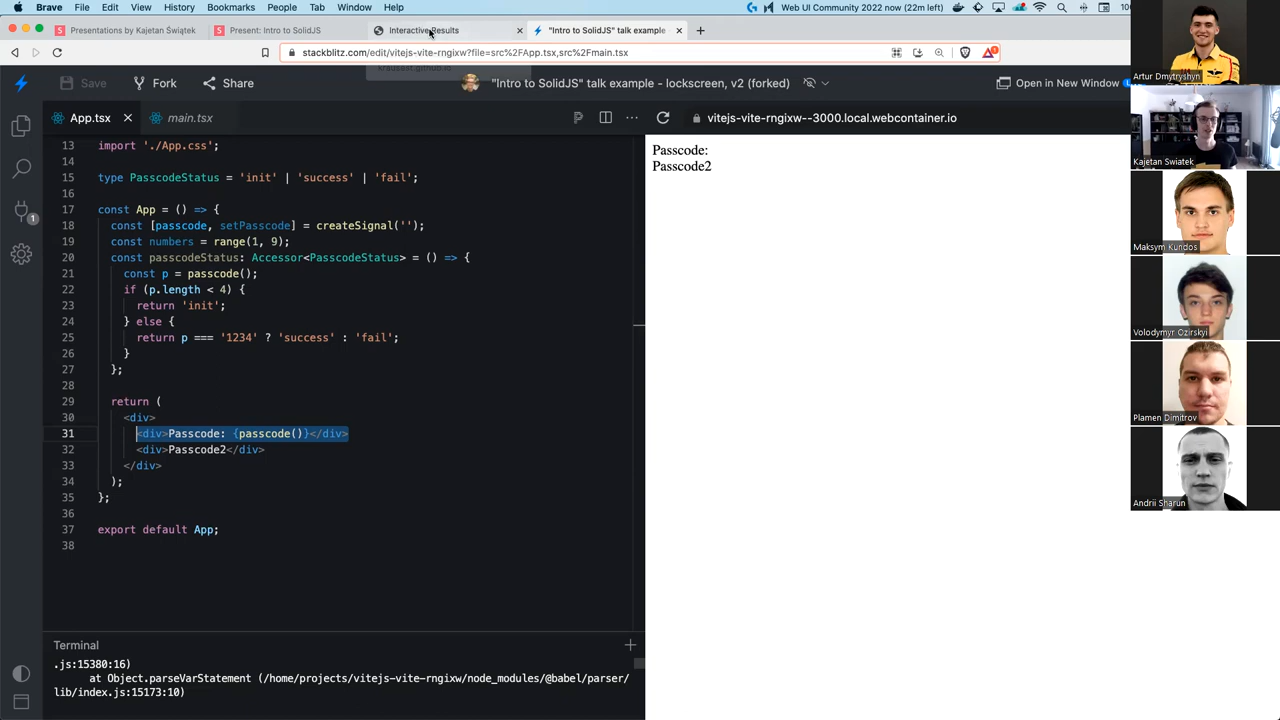 Brave File Edit View History Bookmarks People Tab Window Help
Web UI Community 2022 now (22m left)
Presentations by Kajetan Świątek
Present: Intro to SolidJS
Interactive Results
"Intro to SolidJS" talk example
stackblitz.com/edit/vitejs-vite-rngixw?file=src%2FApp.tsx,src%2Fmain.tsx
Save Fork Share
SolidJS" talk example - lockscreen, v2 (forked)
Open in New Window
App.tsx main.tsx
vitejs-vite-rngixw--3000.local.webcontainer.io
13 import './App.css';
14
15 type PasscodeStatus = 'init' | 'success' | 'fail';
16
17 const App = () => {
18 const [passcode, setPasscode] = createSignal('');
19 const numbers = range(1, 9);
20 const passcodeStatus: Accessor<PasscodeStatus> = () => {
21 const p = passcode();
22 if (p.length < 4) {
23 return 'init';
24 } else {
25 return p === '1234' ? 'success' : 'fail';
26 }
27 };
28
29 return (
30 <div>
31 <div>Passcode: {passcode()}</div>
32 <div>Passcode2</div>
33 </div>
34 );
35 };
36
37 export default App;
38
1
Terminal
.js:15380:16)
at Object.parseVarStatement (/home/projects/vitejs-vite-rngixw/node_modules/@babel/parser/
lib/index.js:15173:10)
Passcode:
Passcode2
Artur Dmytryshyn
Kajetan Swiatek
Maksym Kundos
Volodymyr Ozirskyi
Plamen Dimitrov
Andrii Sharun